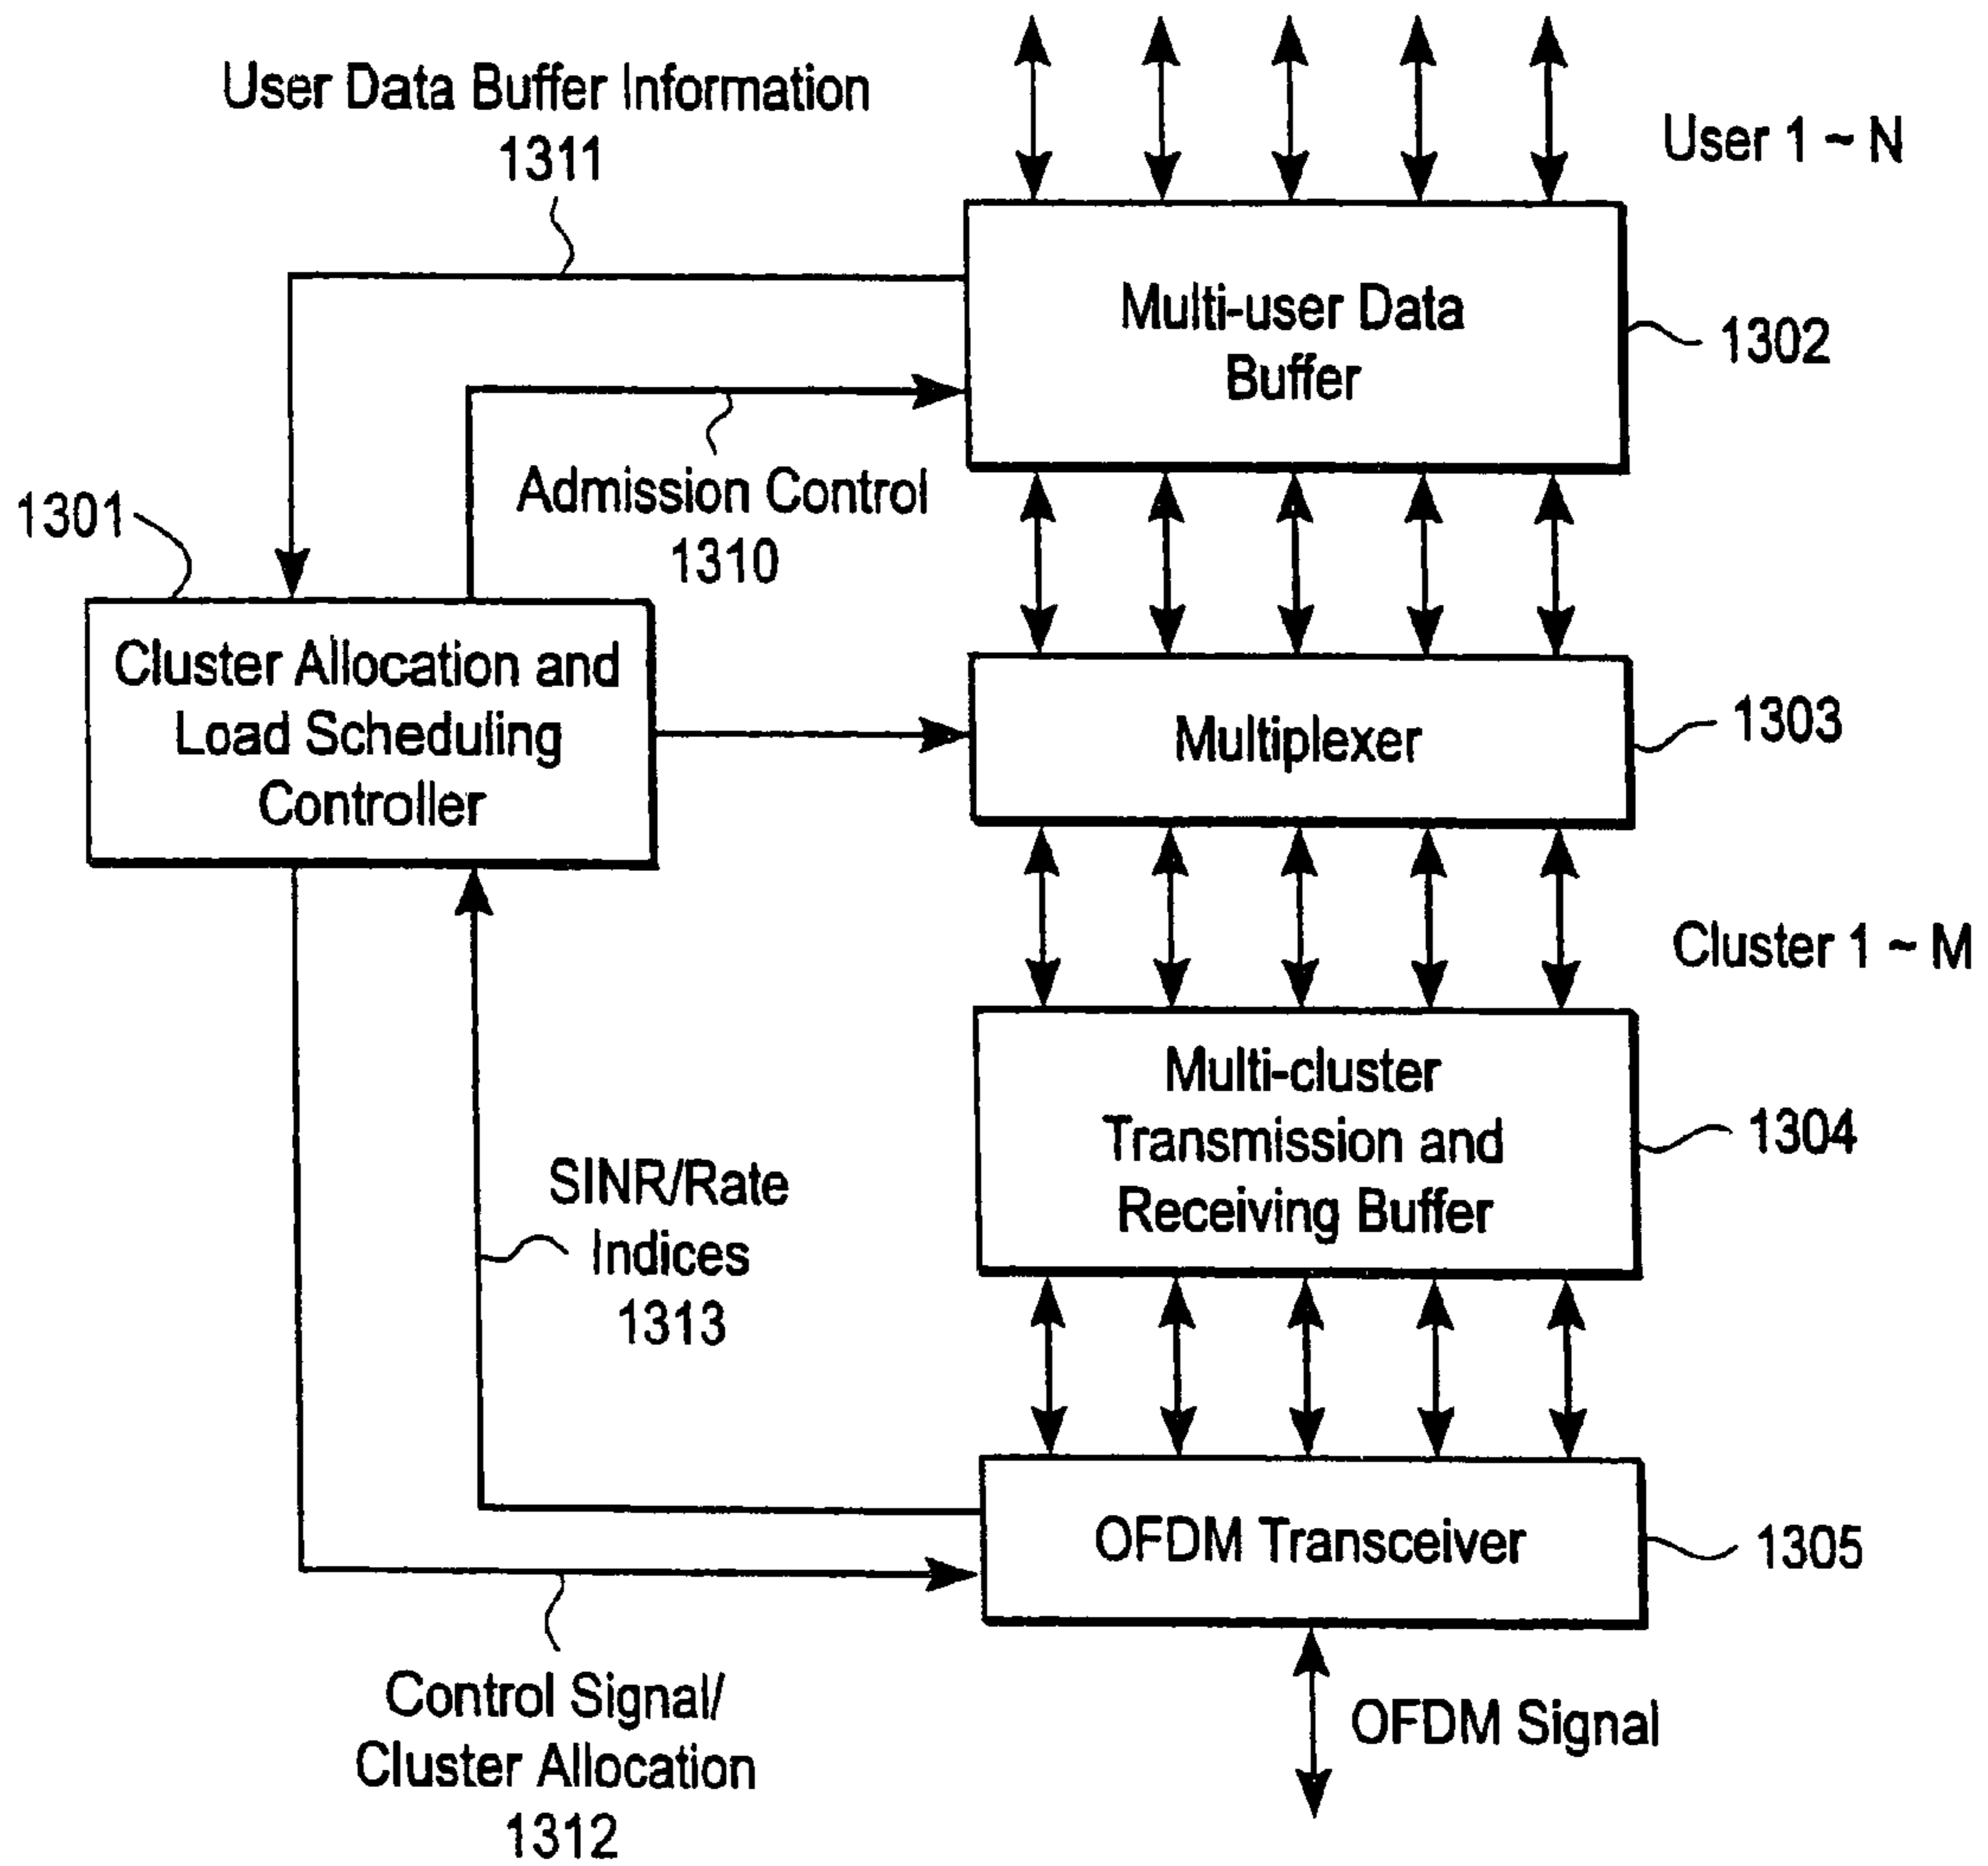 User Data Buffer Information
1311
User 1 ~ N
Multi-user Data
Buffer
1302
Admission Control
1310
1301
Cluster Allocation and
Load Scheduling
Controller
Multiplexer
1303
Cluster 1 ~ M
Multi-cluster
Transmission and
Receiving Buffer
1304
SINR/Rate
Indices
1313
OFDM Transceiver
1305
Control Signal/
Cluster Allocation
1312
OFDM Signal